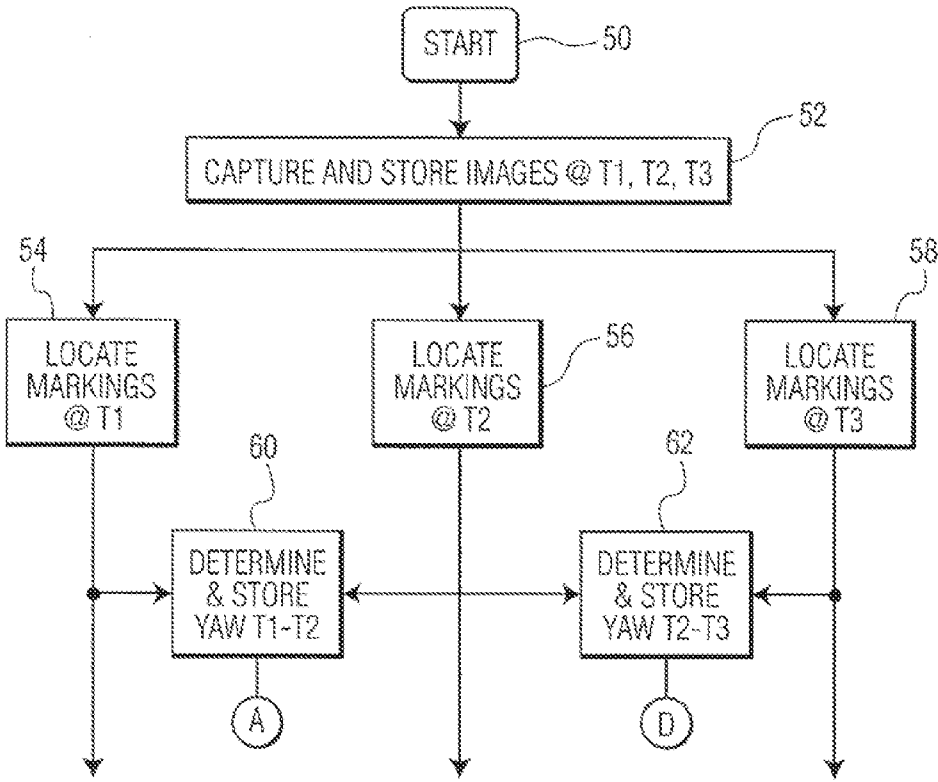 START
50
52
CAPTURE AND STORE IMAGES @ T1, T2, T3
54
58
LOCATE
MARKINGS
@ T1
LOCATE
MARKINGS
@ T2
56
LOCATE
MARKINGS
@ T3
60
62
DETERMINE
& STORE
YAW T1-T2
DETERMINE
& STORE
YAW T2-T3
A
D